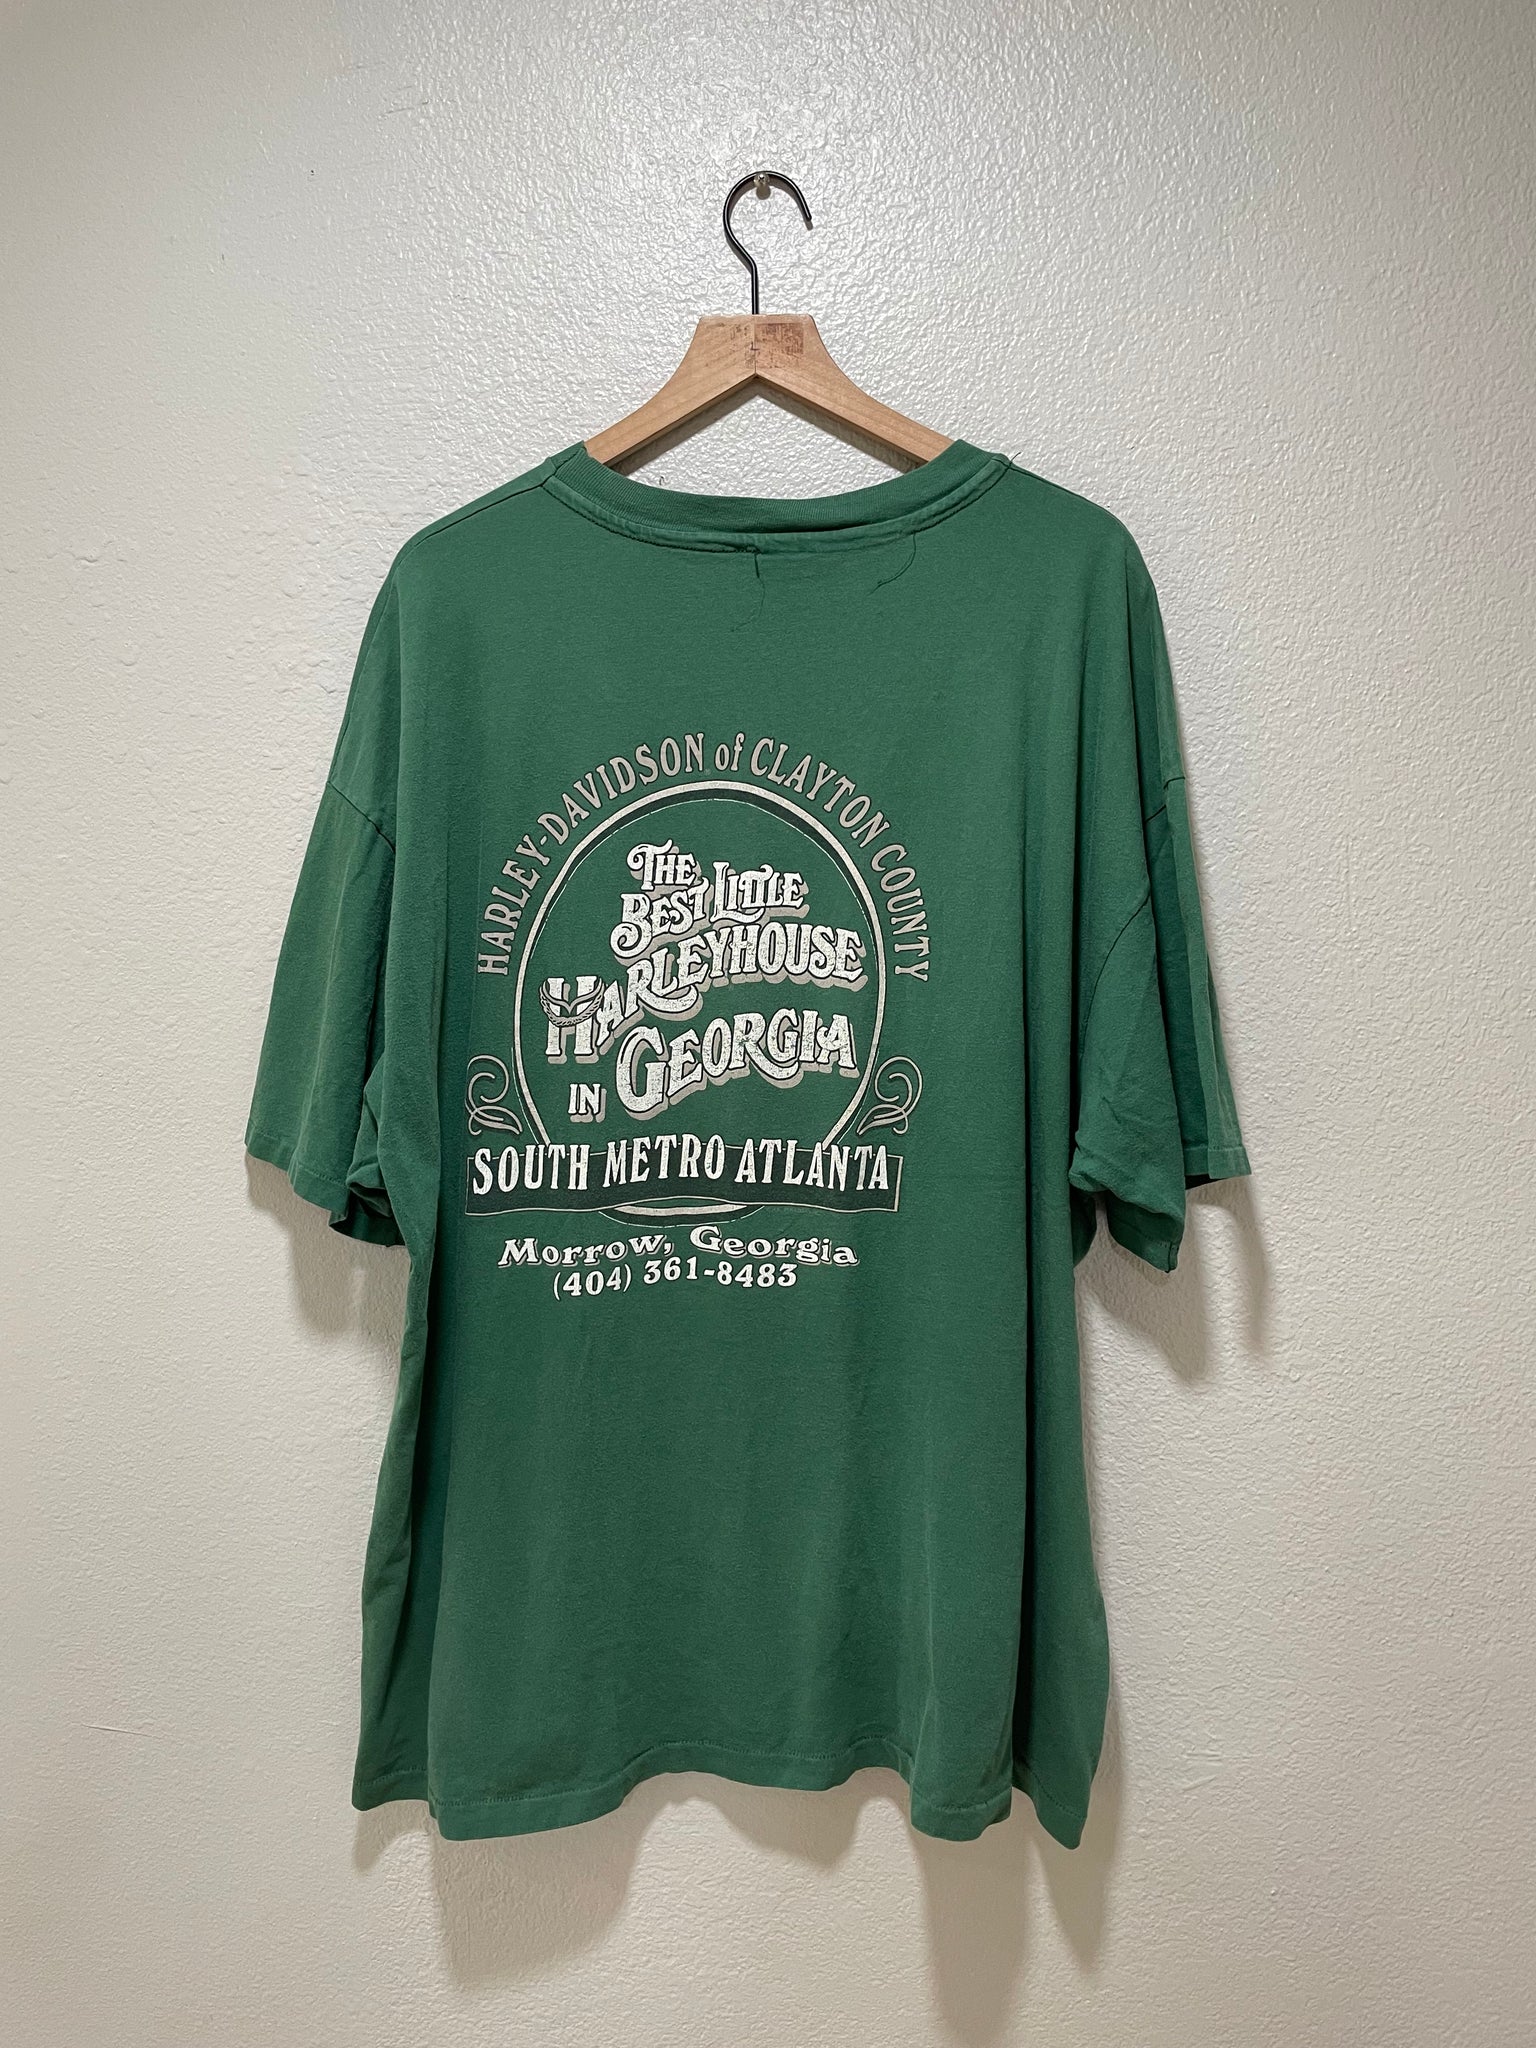 HARLEY-DAVIDSON of CLAYTON COUNTY
THE
BEST LITTLE
HARLEYHOUSE
IN GEORGIA
SOUTH METRO ATLANTA
Morrow, Georgia
(404) 361-8483